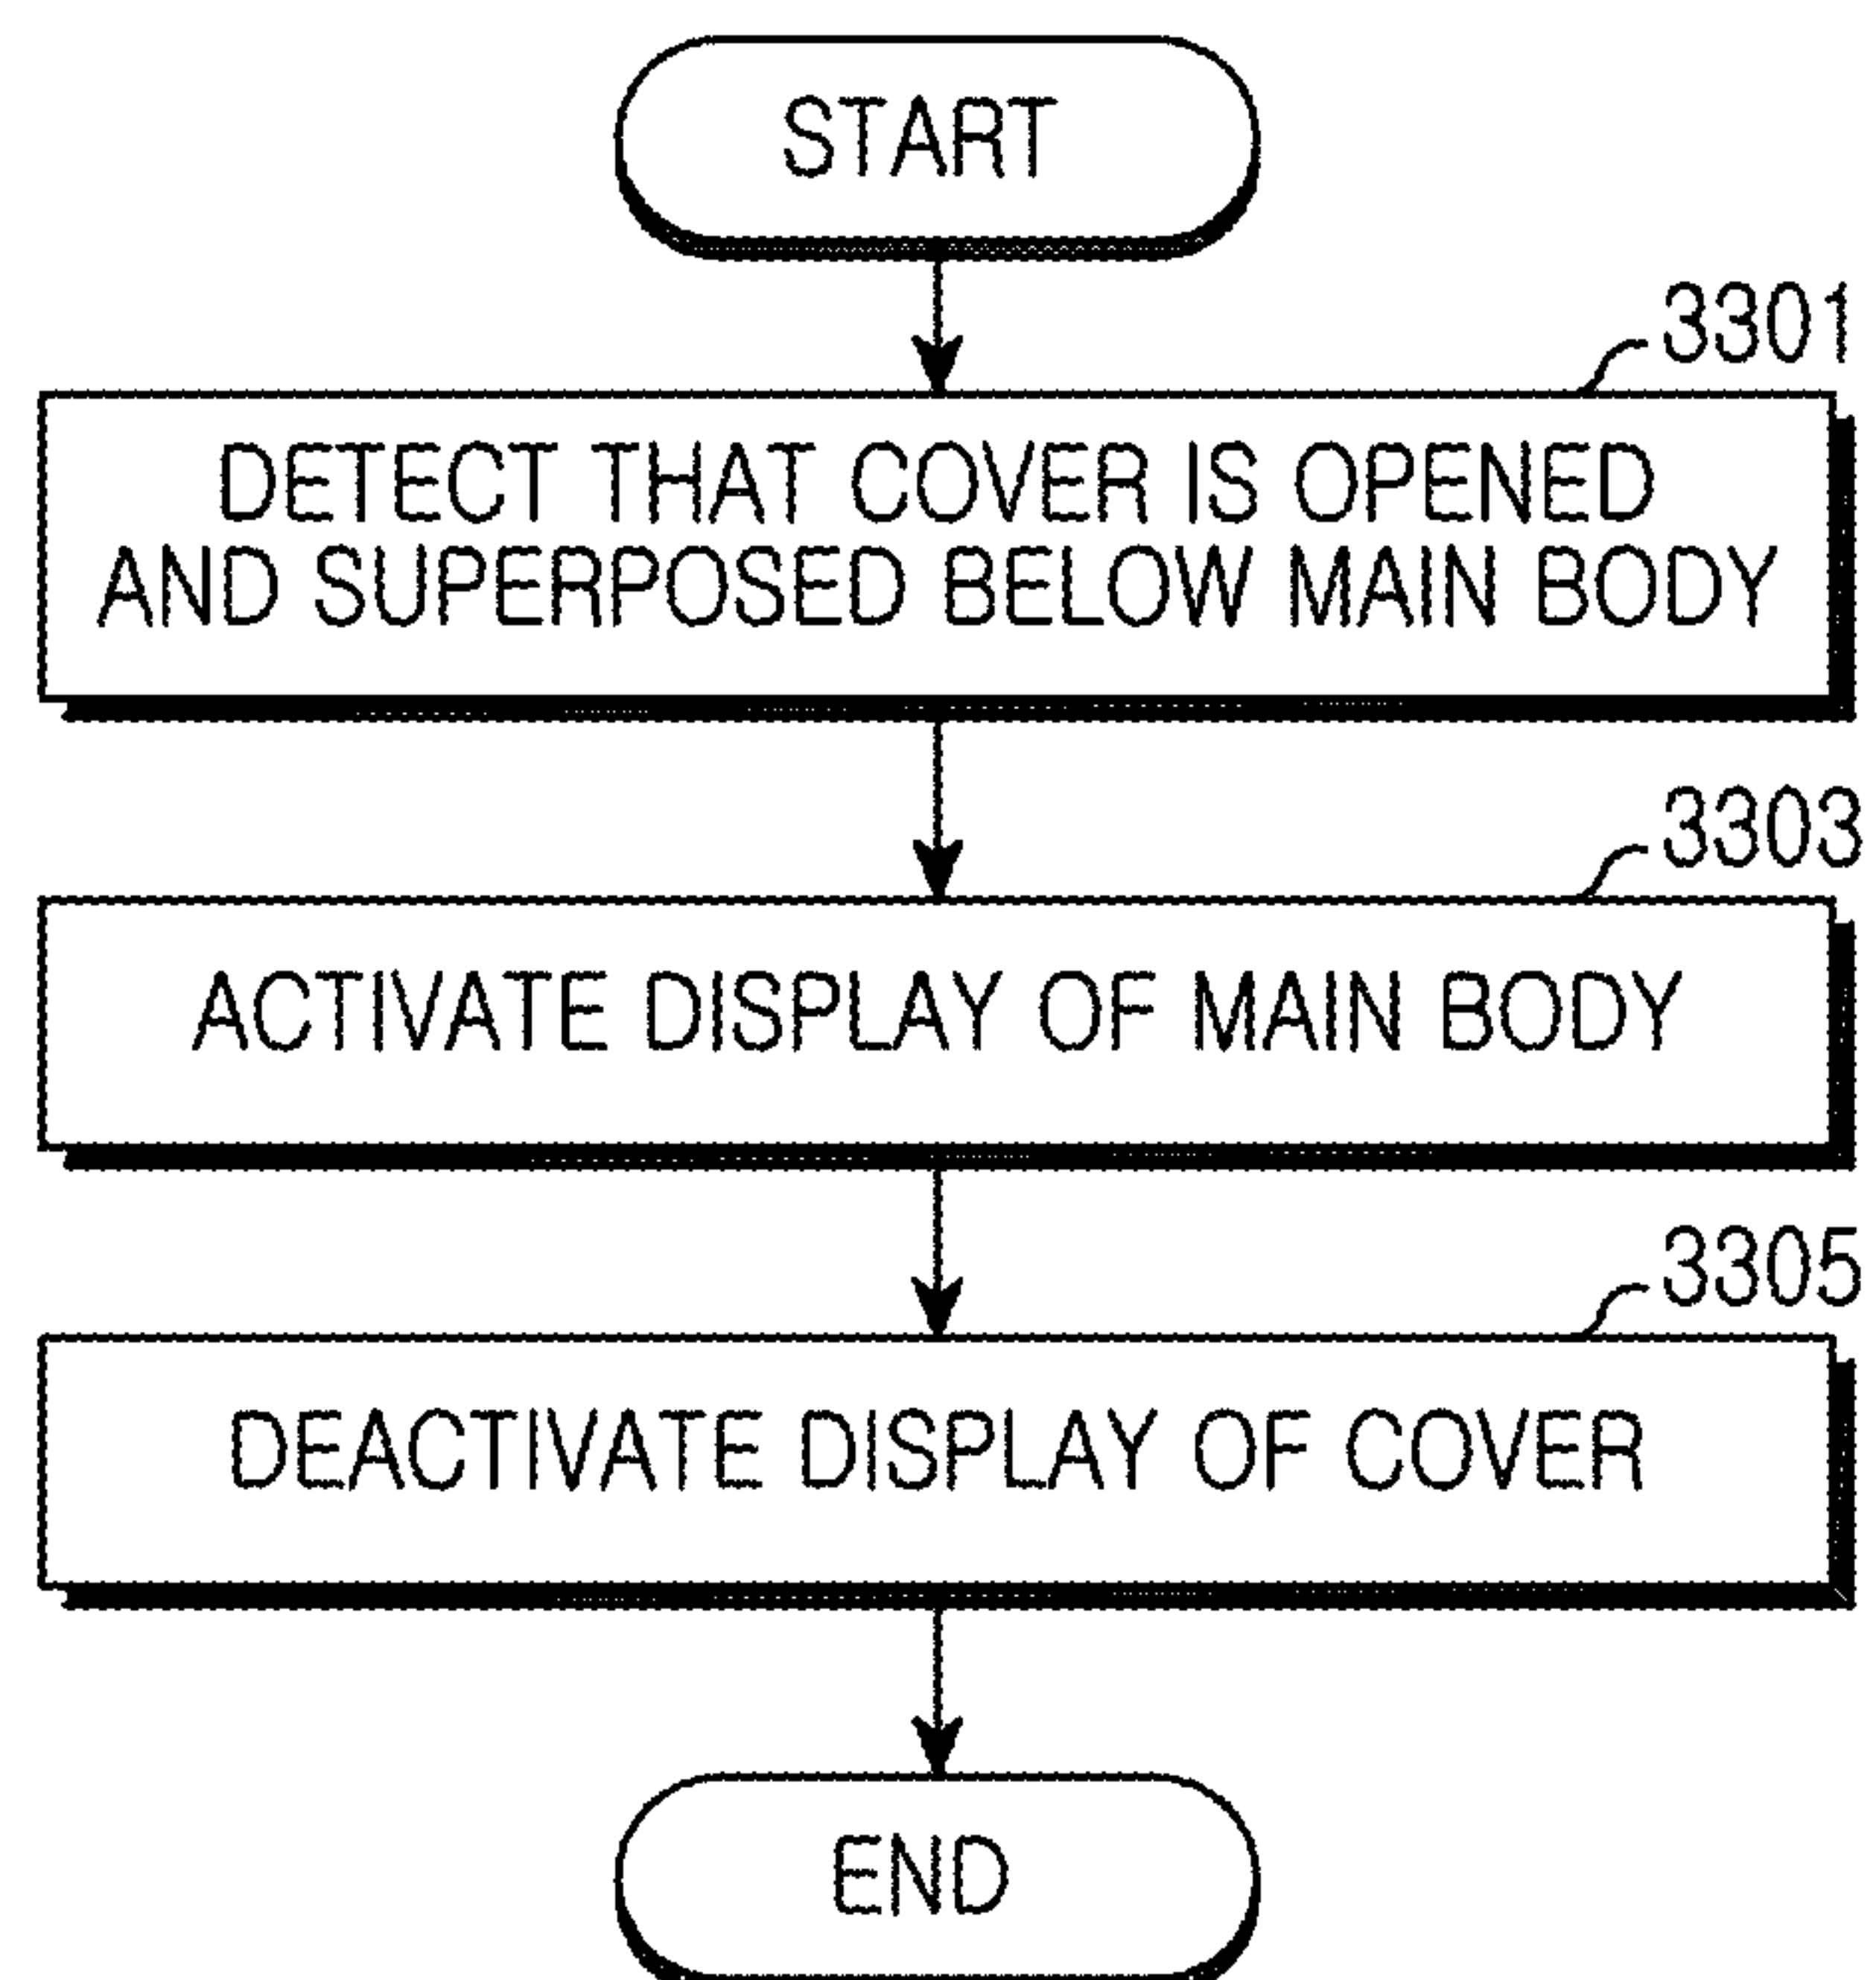 START
3301
DETECT THAT COVER IS OPENED
AND SUPERPOSED BELOW MAIN BODY
3303
ACTIVATE DISPLAY OF MAIN BODY
3305
DEACTIVATE DISPLAY OF COVER
END